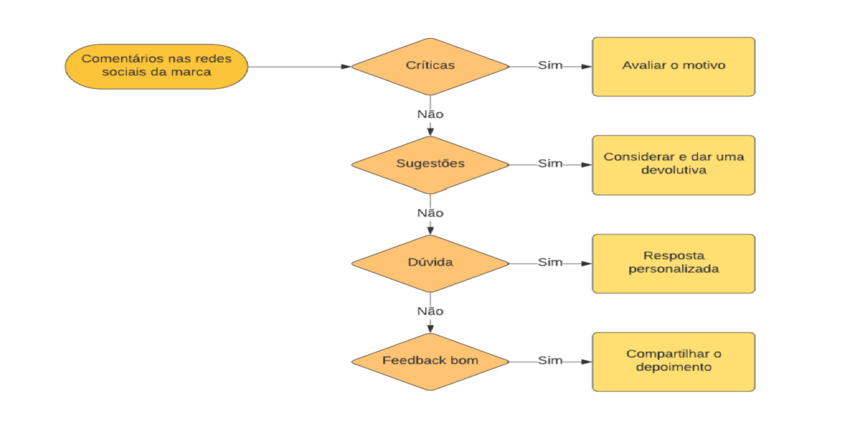 Comentários nas redes
sociais da marca
Críticas
Sim
Avaliar o motivo
Não
Sugestões
Sim
Considerar e dar uma
devolutiva
Não
Dúvida
Sim
Resposta
personalizada
Não
Feedback bom
Sim
Compartilhar o
depoimento